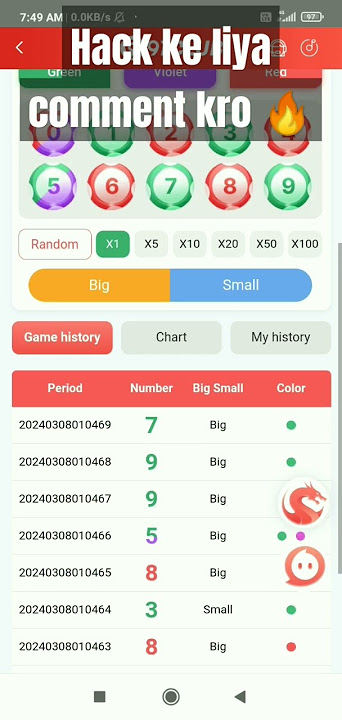 7:49 AM | 0.0KB/s
97
Hack ke liya
comment kro 🔥
Green
Violet
Red
0 1 2 3 4
5 6 7 8 9
Random X1 X5 X10 X20 X50 X100
Big Small
Game history Chart My history
Period Number Big Small Color
20240308010469 7 Big
20240308010468 9 Big
20240308010467 9 Big
20240308010466 5 Big
20240308010465 8 Big
20240308010464 3 Small
20240308010463 8 Big